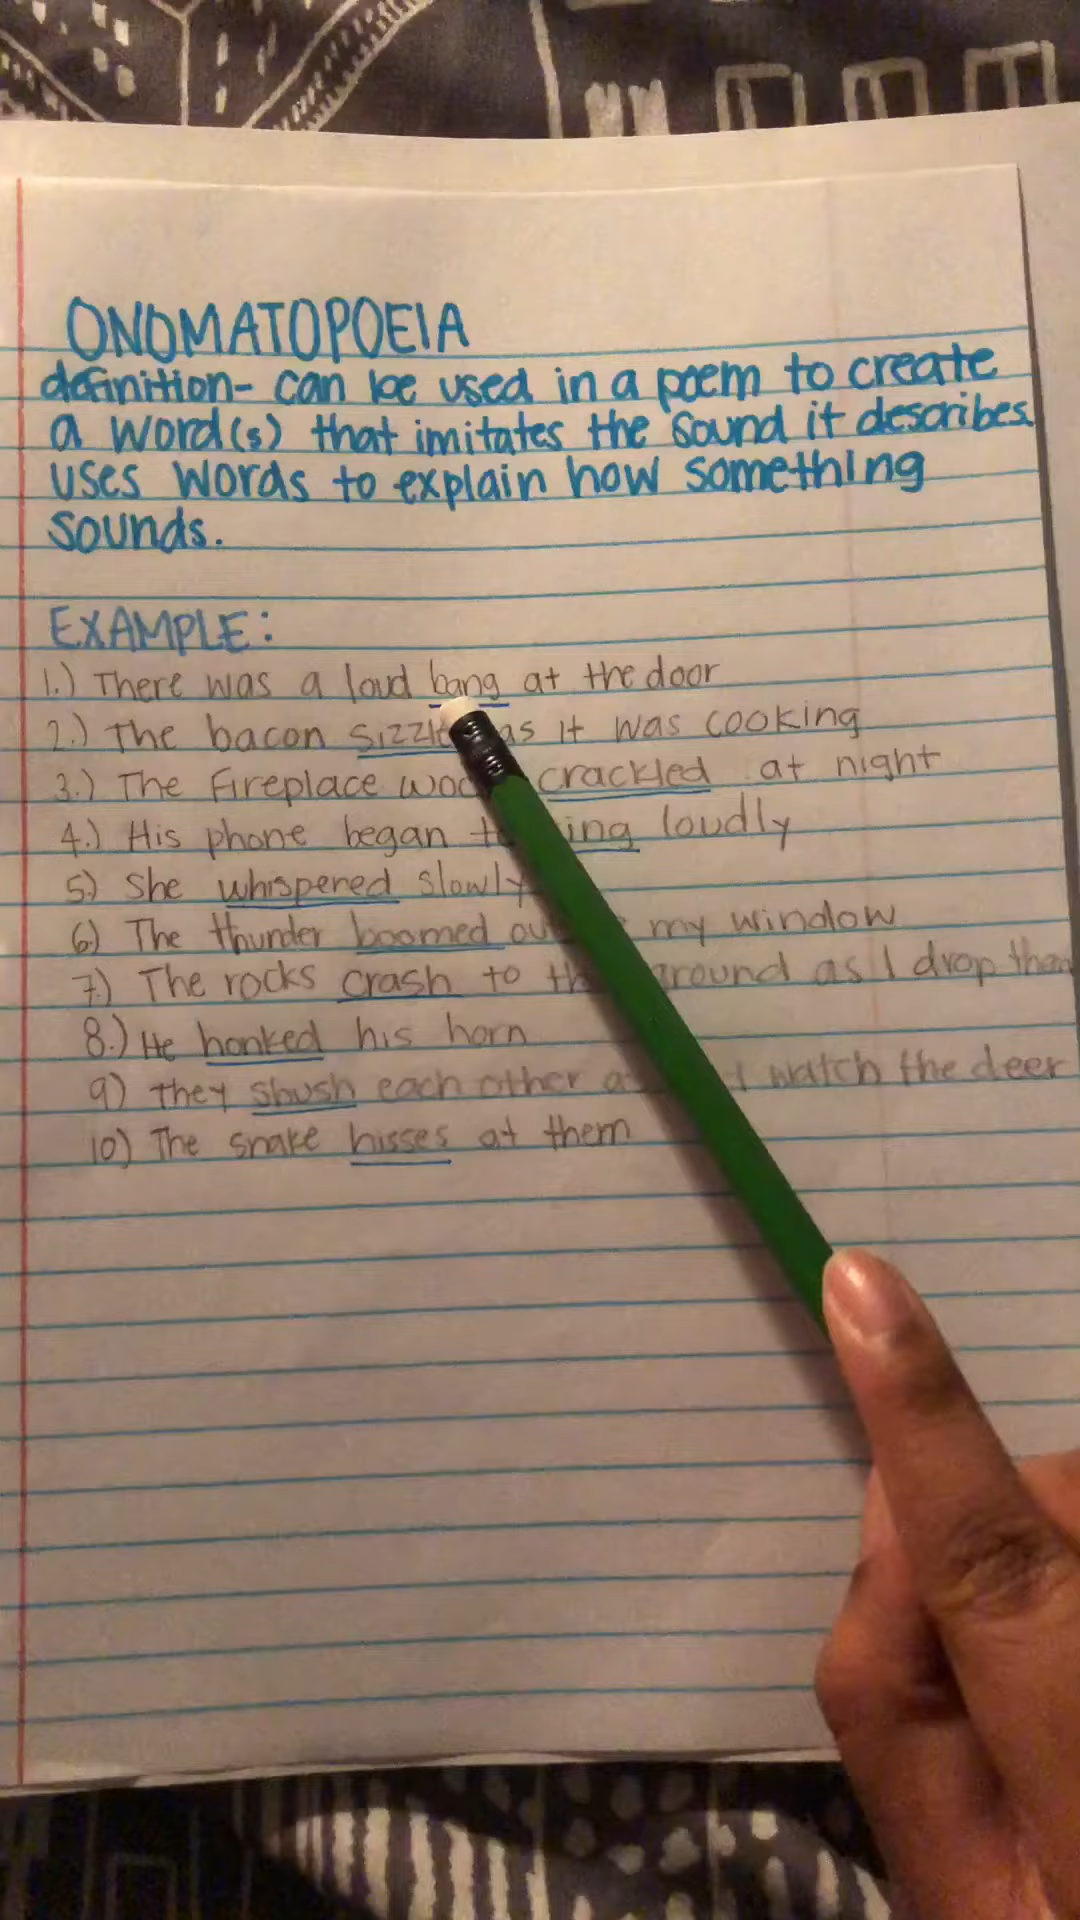 ONOMATOPOEIA
definition- can be used in a poem to create
a word(s) that imitates the sound it describes.
uses words to explain how something
sounds.
EXAMPLE:
1.) There was a loud bang at the door
2.) The bacon sizzle as it was cooking
3.) The fireplace crackled at night
4.) His phone began loudly
5) She whispered slowly
6) The thunder boomed my window
7.) The rocks crash to as I drop them
8.) He honked his horn
9) They shush each other watch the deer
10) The snake hisses at them